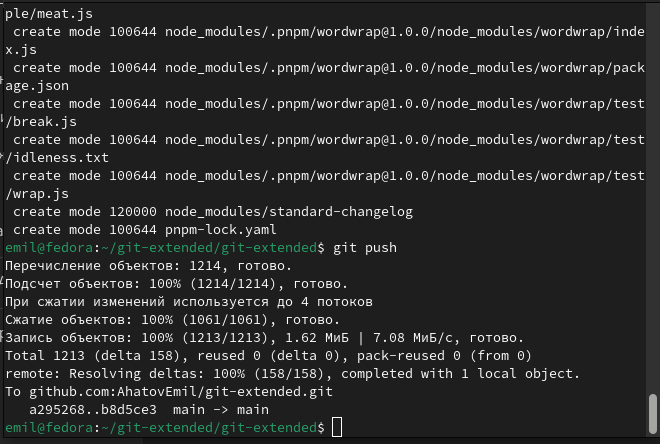 ple/meat.js
 create mode 100644 node_modules/.pnpm/wordwrap@1.0.0/node_modules/wordwrap/inde
x.js
 create mode 100644 node_modules/.pnpm/wordwrap@1.0.0/node_modules/wordwrap/pack
age.json
 create mode 100644 node_modules/.pnpm/wordwrap@1.0.0/node_modules/wordwrap/test
/break.js
 create mode 100644 node_modules/.pnpm/wordwrap@1.0.0/node_modules/wordwrap/test
/idleness.txt
 create mode 100644 node_modules/.pnpm/wordwrap@1.0.0/node_modules/wordwrap/test
/wrap.js
 create mode 120000 node_modules/standard-changelog
 create mode 100644 pnpm-lock.yaml
emil@fedora:~/git-extended/git-extended$ git push
Перечисление объектов: 1214, готово.
Подсчет объектов: 100% (1214/1214), готово.
При сжатии изменений используется до 4 потоков
Сжатие объектов: 100% (1061/1061), готово.
Запись объектов: 100% (1213/1213), 1.62 МиБ | 7.08 МиБ/с, готово.
Total 1213 (delta 158), reused 0 (delta 0), pack-reused 0 (from 0)
remote: Resolving deltas: 100% (158/158), completed with 1 local object.
To github.com:AhatovEmil/git-extended.git
   a295268..b8d5ce3  main -> main
emil@fedora:~/git-extended/git-extended$